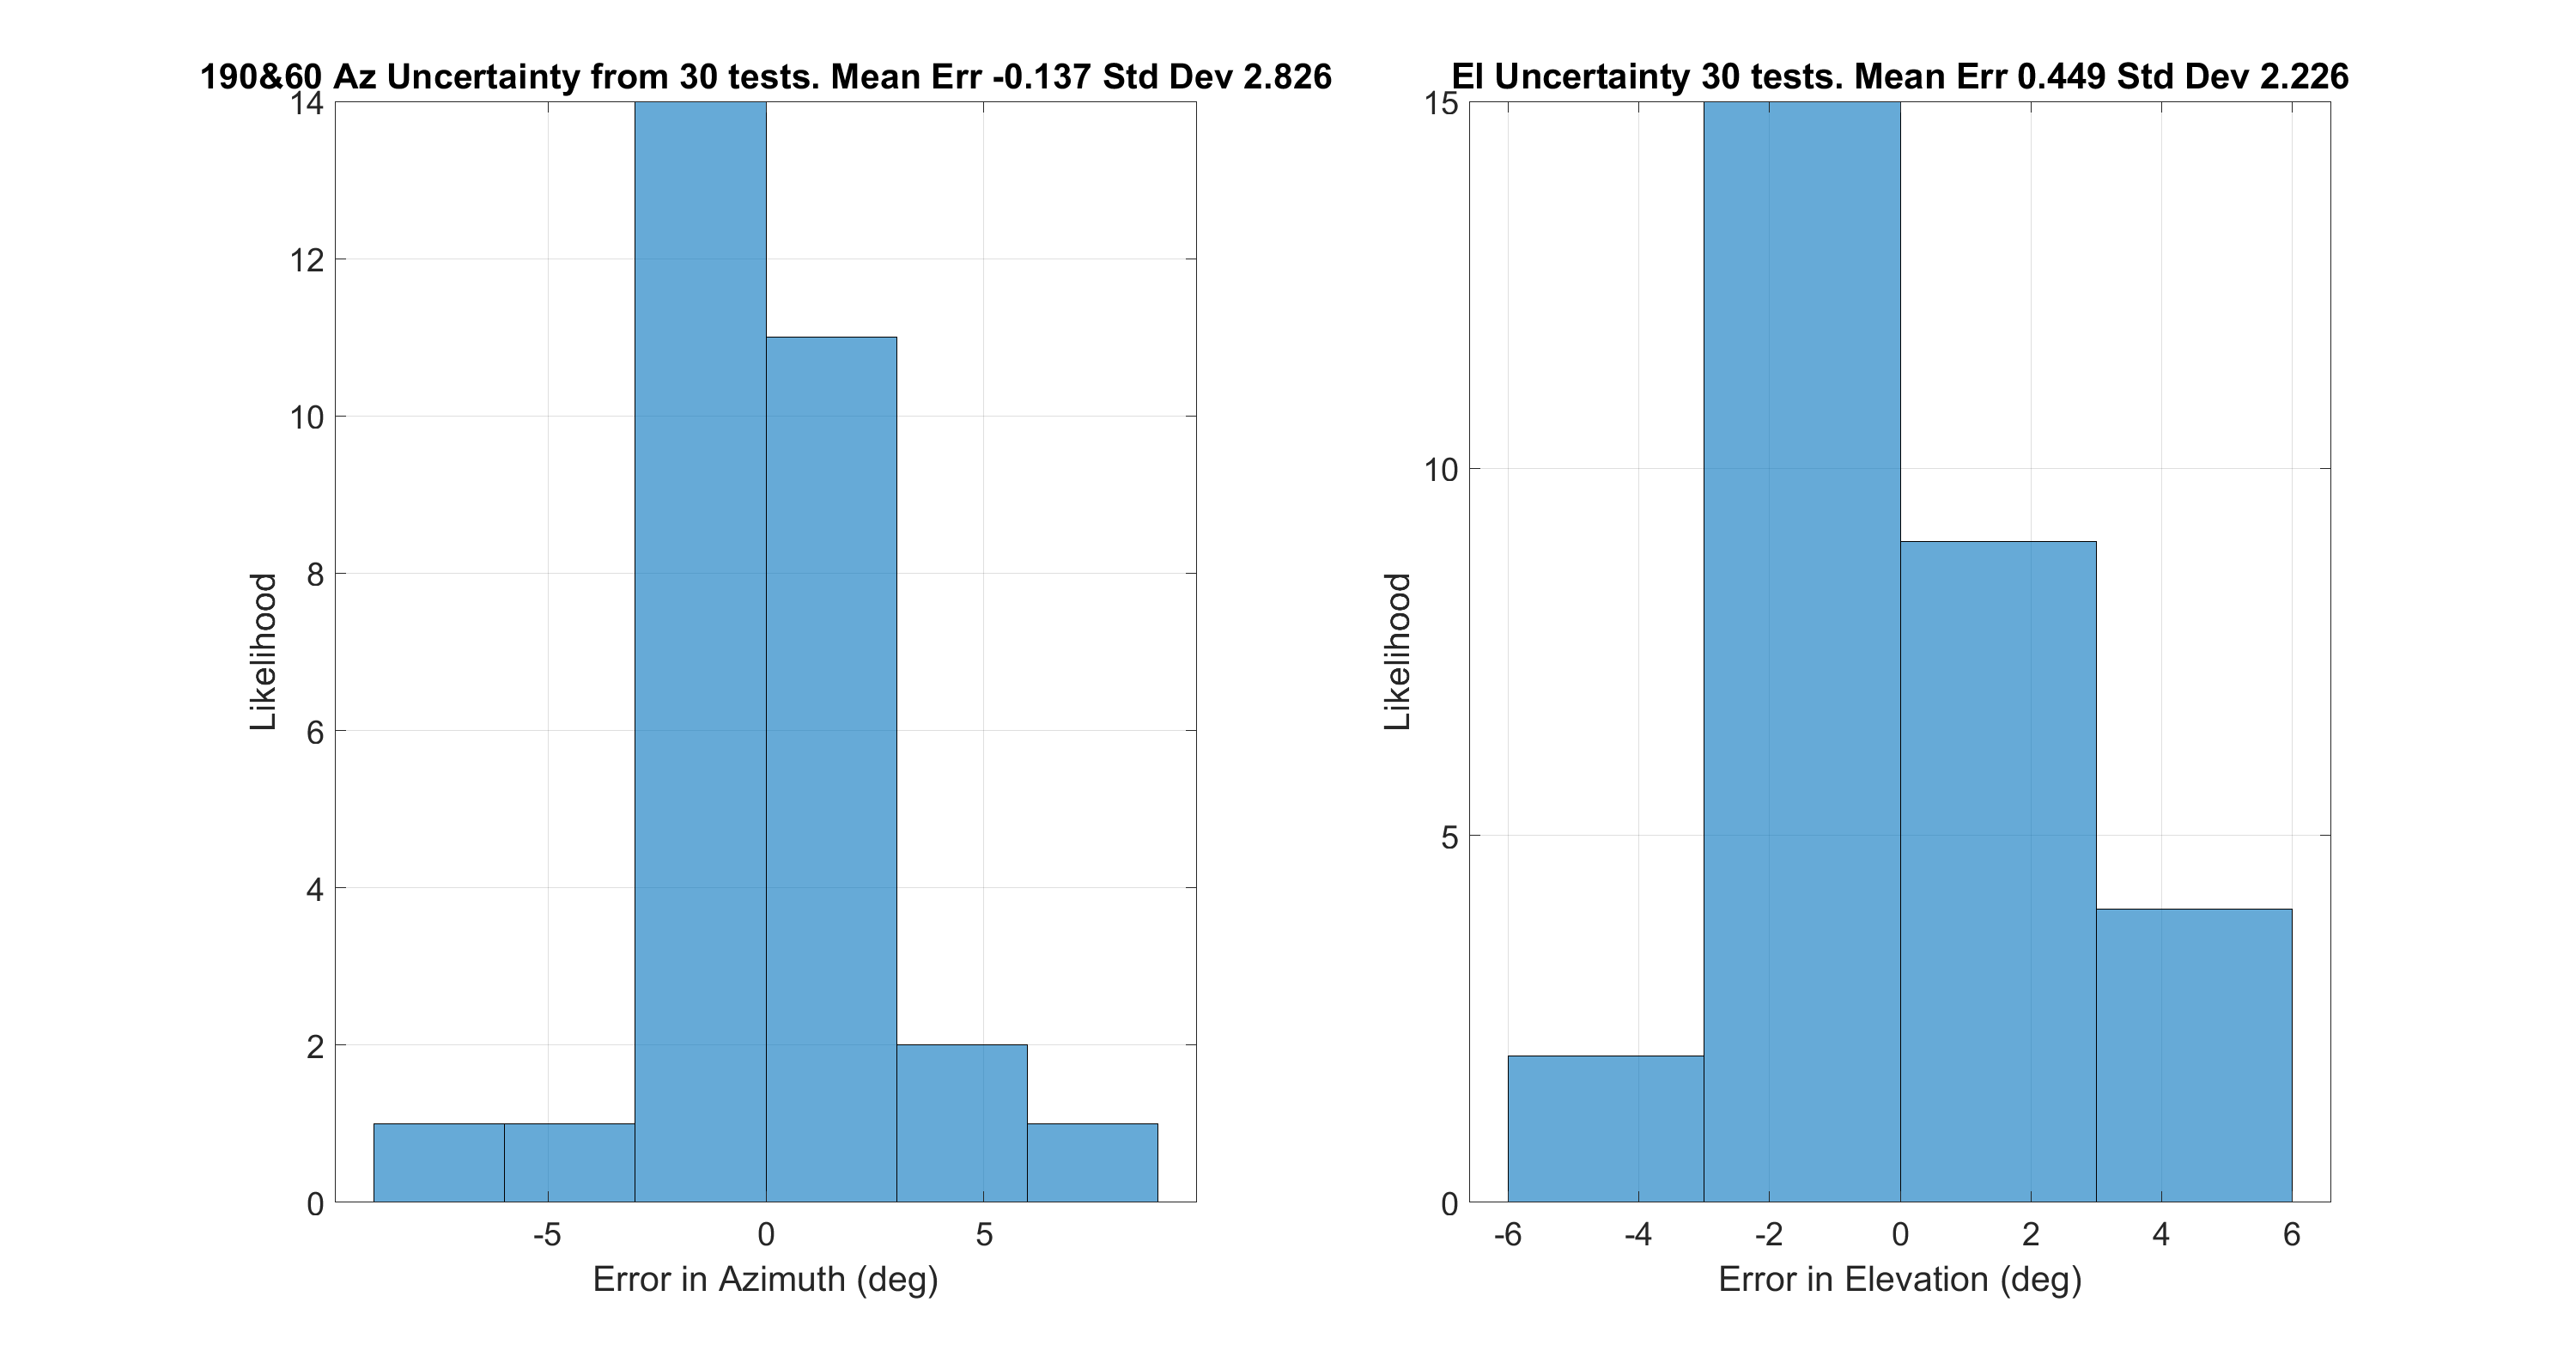 190&60 Az Uncertainty from 30 tests. Mean Err -0.137 Std Dev 2.826
14
12
10
8
6
4
2
0
Likelihood
-5 0 5
Error in Azimuth (deg)
El Uncertainty 30 tests. Mean Err 0.449 Std Dev 2.226
15
10
5
0
Likelihood
-6 -4 -2 0 2 4 6
Error in Elevation (deg)